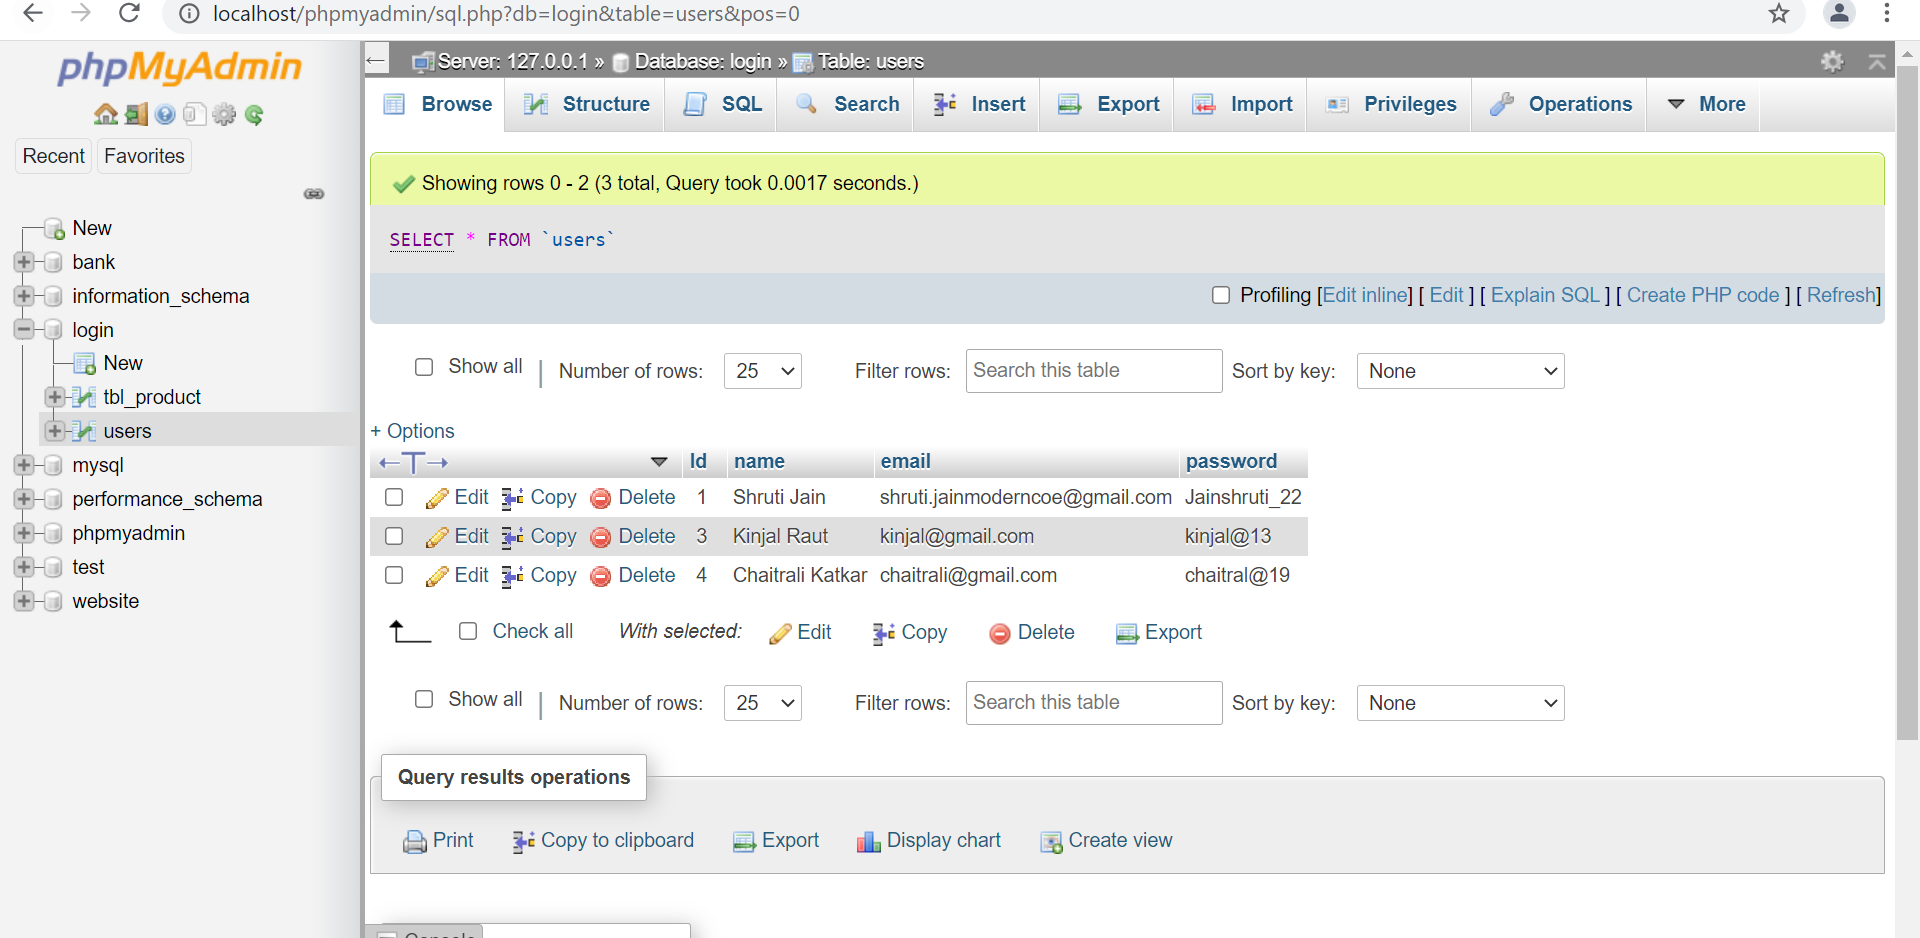 localhost/phpmyadmin/sql.php?db=login&table=users&pos=0
phpMyAdmin
Recent Favorites
New
bank
information_schema
login
New
tbl_product
users
mysql
performance_schema
phpmyadmin
test
website
Server: 127.0.0.1 » Database: login » Table: users
Browse Structure SQL Search Insert Export Import Privileges Operations More
Showing rows 0 - 2 (3 total, Query took 0.0017 seconds.)
SELECT * FROM `users`
Profiling [Edit inline] [ Edit ] [ Explain SQL ] [ Create PHP code ] [ Refresh]
Show all | Number of rows: 25 Filter rows: Search this table Sort by key: None
+ Options
←T→ Id name email password
Edit Copy Delete 1 Shruti Jain shruti.jainmoderncoe@gmail.com Jainshruti_22
Edit Copy Delete 3 Kinjal Raut kinjal@gmail.com kinjal@13
Edit Copy Delete 4 Chaitrali Katkar chaitrali@gmail.com chaitral@19
Check all With selected: Edit Copy Delete Export
Show all | Number of rows: 25 Filter rows: Search this table Sort by key: None
Query results operations
Print Copy to clipboard Export Display chart Create view
Console